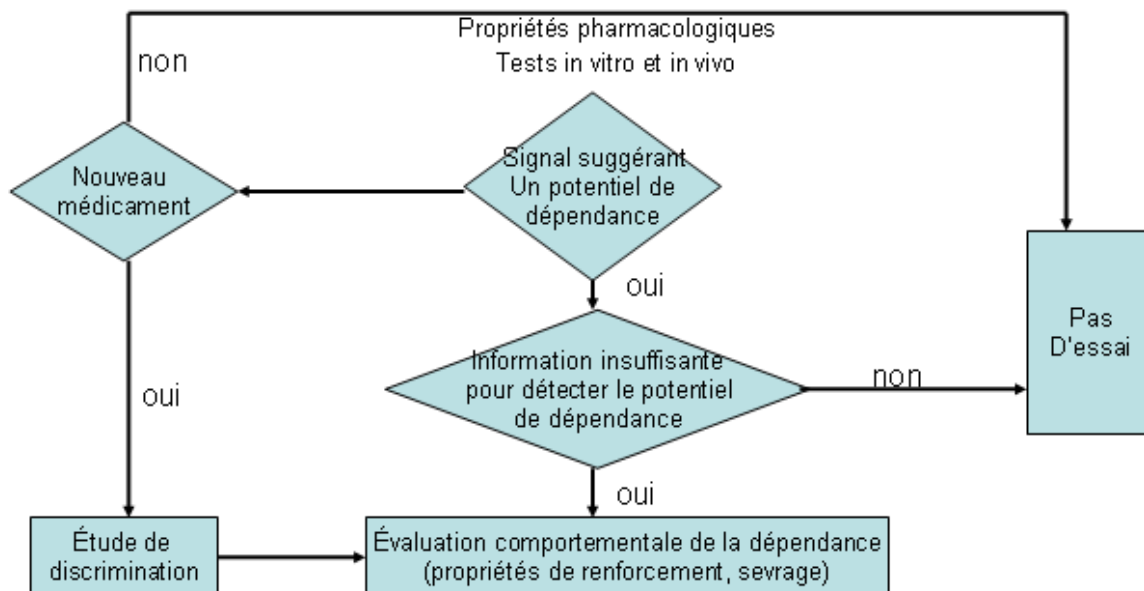 Propriétés pharmacologiques
Tests in vitro et in vivo
non
Signal suggérant
Un potentiel de
dépendance
Nouveau
médicament
oui
Pas
D'essai
Information insuffisante
pour détecter le potentiel
de dépendance
non
oui
oui
Étude de
discrimination
Évaluation comportementale de la dépendance
(propriétés de renforcement, sevrage)